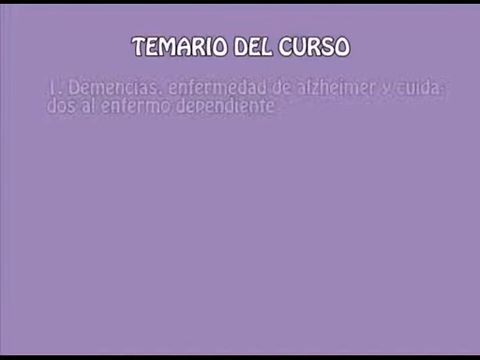 TEMARIO DEL CURSO
1. Demencias, enfermedad de alzheimer y cuida-
dos al enfermo dependiente